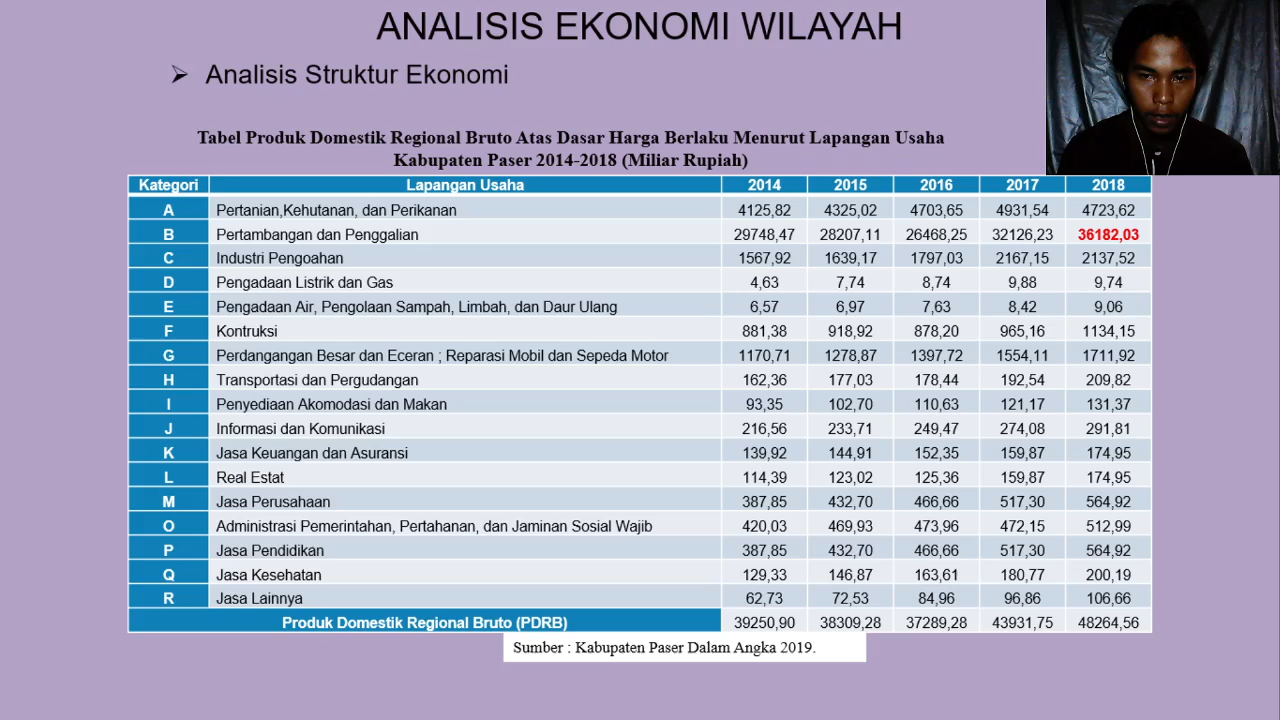 ANALISIS EKONOMI WILAYAH
➢ Analisis Struktur Ekonomi
Tabel Produk Domestik Regional Bruto Atas Dasar Harga Berlaku Menurut Lapangan Usaha
Kabupaten Paser 2014-2018 (Miliar Rupiah)
Kategori Lapangan Usaha 2014 2015 2016 2017 2018
A Pertanian,Kehutanan, dan Perikanan 4125,82 4325,02 4703,65 4931,54 4723,62
B Pertambangan dan Penggalian 29748,47 28207,11 26468,25 32126,23 36182,03
C Industri Pengoahan 1567,92 1639,17 1797,03 2167,15 2137,52
D Pengadaan Listrik dan Gas 4,63 7,74 8,74 9,88 9,74
E Pengadaan Air, Pengolaan Sampah, Limbah, dan Daur Ulang 6,57 6,97 7,63 8,42 9,06
F Kontruksi 881,38 918,92 878,20 965,16 1134,15
G Perdangangan Besar dan Eceran ; Reparasi Mobil dan Sepeda Motor 1170,71 1278,87 1397,72 1554,11 1711,92
H Transportasi dan Pergudangan 162,36 177,03 178,44 192,54 209,82
I Penyediaan Akomodasi dan Makan 93,35 102,70 110,63 121,17 131,37
J Informasi dan Komunikasi 216,56 233,71 249,47 274,08 291,81
K Jasa Keuangan dan Asuransi 139,92 144,91 152,35 159,87 174,95
L Real Estat 114,39 123,02 125,36 159,87 174,95
M Jasa Perusahaan 387,85 432,70 466,66 517,30 564,92
O Administrasi Pemerintahan, Pertahanan, dan Jaminan Sosial Wajib 420,03 469,93 473,96 472,15 512,99
P Jasa Pendidikan 387,85 432,70 466,66 517,30 564,92
Q Jasa Kesehatan 129,33 146,87 163,61 180,77 200,19
R Jasa Lainnya 62,73 72,53 84,96 96,86 106,66
Produk Domestik Regional Bruto (PDRB) 39250,90 38309,28 37289,28 43931,75 48264,56
Sumber : Kabupaten Paser Dalam Angka 2019.